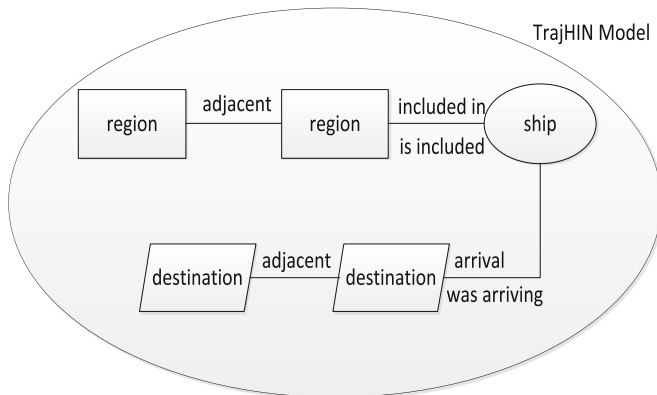 TrajHIN Model
region
adjacent
region
included in
is included
ship
destination
adjacent
destination
arrival
was arriving